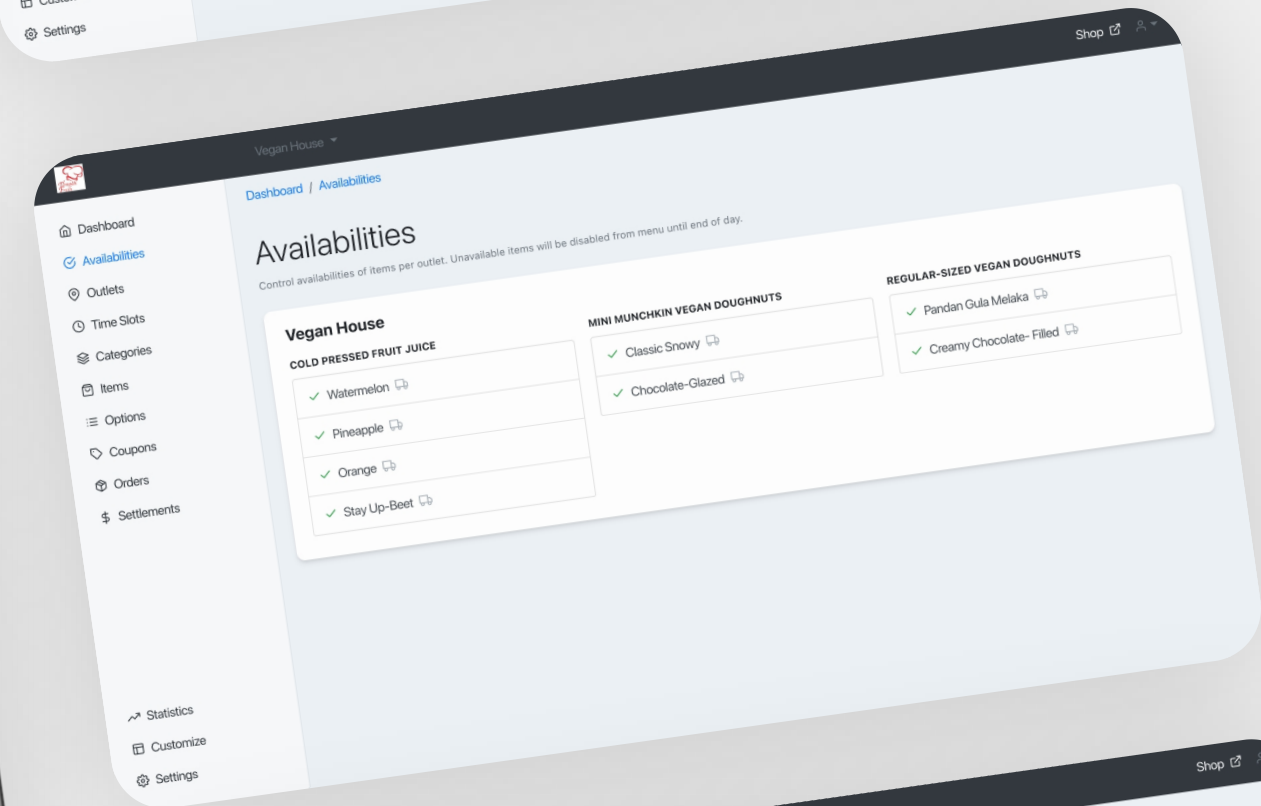 Settings
Shop
Vegan House
Dashboard / Availabilities
Dashboard
Availabilities
Outlets
Time Slots
Categories
Items
Options
Coupons
Orders
Settlements
Statistics
Customize
Settings
Availabilities
Control availabilities of items per outlet. Unavailable items will be disabled from menu until end of day.
Vegan House
COLD PRESSED FRUIT JUICE
Watermelon
Pineapple
Orange
Stay Up-Beet
MINI MUNCHKIN VEGAN DOUGHNUTS
Classic Snowy
Chocolate-Glazed
REGULAR-SIZED VEGAN DOUGHNUTS
Pandan Gula Melaka
Creamy Chocolate- Filled
Shop